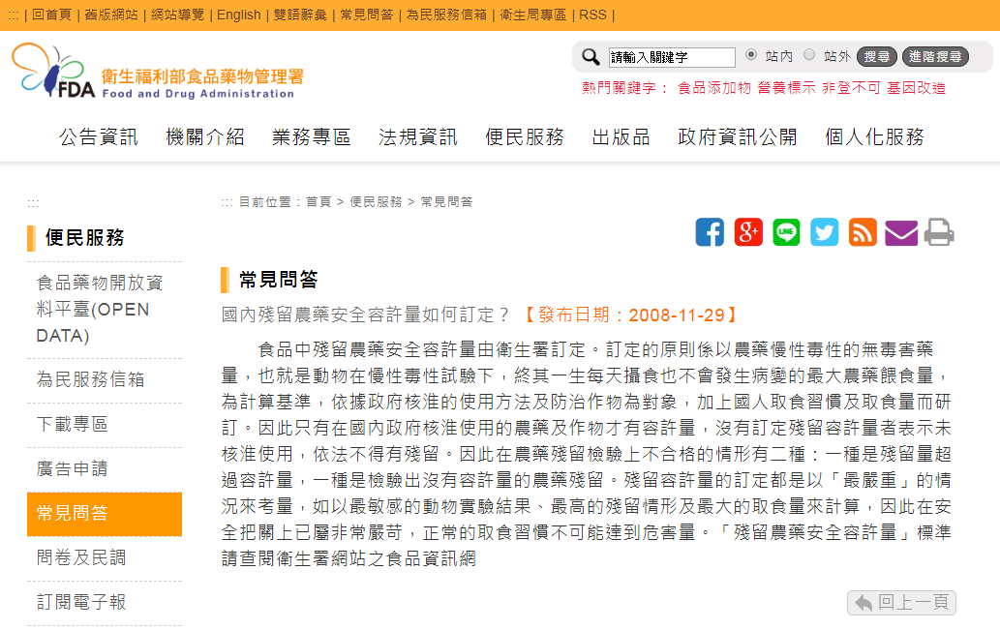 ::: | 回首頁 | 舊版網站 | 網站導覽 | English | 雙語辭彙 | 常見問答 | 為民服務信箱 | 衛生局專區 | RSS |
FDA 衛生福利部食品藥物管理署
Food and Drug Administration
請輸入關鍵字 站內 站外 搜尋 進階搜尋
熱門關鍵字： 食品添加物 營養標示 非登不可 基因改造
公告資訊 機關介紹 業務專區 法規資訊 便民服務 出版品 政府資訊公開 個人化服務
:::
便民服務
食品藥物開放資
料平臺(OPEN
DATA)
為民服務信箱
下載專區
廣告申請
常見問答
問卷及民調
訂閱電子報
::: 目前位置：首頁 > 便民服務 > 常見問答
g+ LINE
常見問答
國內殘留農藥安全容許量如何訂定？ 【發布日期：2008-11-29】
食品中殘留農藥安全容許量由衛生署訂定。訂定的原則係以農藥慢性毒性的無毒害藥
量，也就是動物在慢性毒性試驗下，終其一生每天攝食也不會發生病變的最大農藥餵食量，
為計算基準，依據政府核淮的使用方法及防治作物為對象，加上國人取食習慣及取食量而研
訂。因此只有在國內政府核淮使用的農藥及作物才有容許量，沒有訂定殘留容許量者表示未
核淮使用，依法不得有殘留。因此在農藥殘留檢驗上不合格的情形有二種：一種是殘留量超
過容許量，一種是檢驗出沒有容許量的農藥殘留。殘留容許量的訂定都是以「最嚴重」的情
況來考量，如以最敏感的動物實驗結果、最高的殘留情形及最大的取食量來計算，因此在安
全把關上已屬非常嚴苛，正常的取食習慣不可能達到危害量。「殘留農藥安全容許量」標準
請查閱衛生署網站之食品資訊網
回上一頁